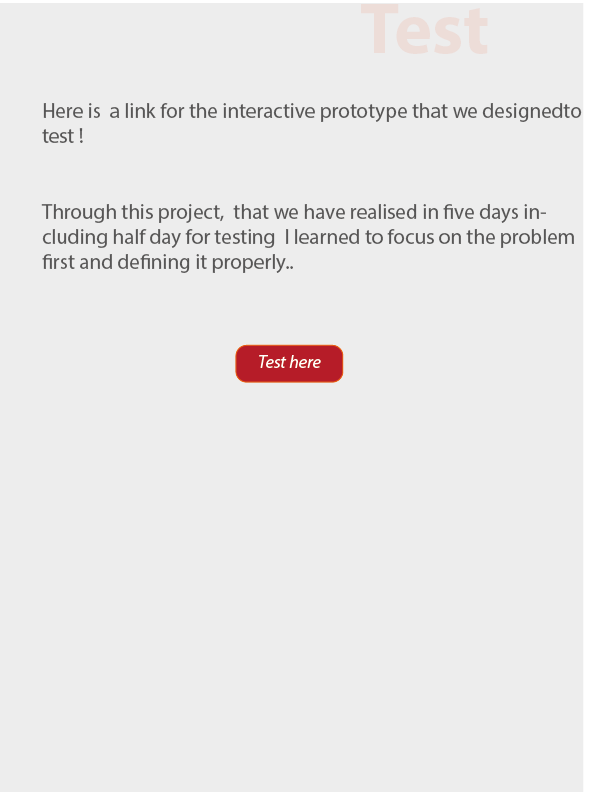 Test
Here is  a link for the interactive prototype that we designedto
test !
Through this project,  that we have realised in five days in-
cluding half day for testing  I learned to focus on the problem
first and defining it properly..
Test here